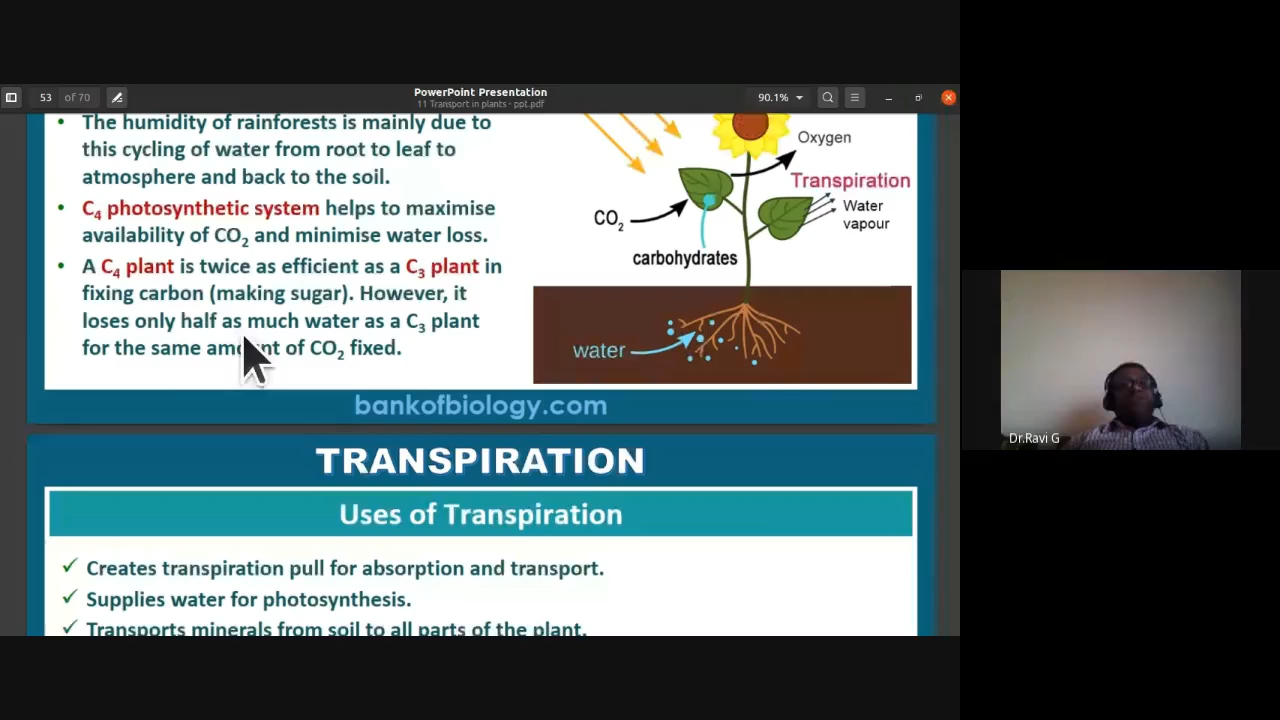 PowerPoint Presentation
53 of 70
11 Transport in plants - ppt.pdf
90.1%
• The humidity of rainforests is mainly due to
this cycling of water from root to leaf to
atmosphere and back to the soil.
• C₄ photosynthetic system helps to maximise
availability of CO₂ and minimise water loss.
• A C₄ plant is twice as efficient as a C₃ plant in
fixing carbon (making sugar). However, it
loses only half as much water as a C₃ plant
for the same amount of CO₂ fixed.
Oxygen
Transpiration
Water
vapour
CO₂
carbohydrates
water
bankofbiology.com
TRANSPIRATION
Uses of Transpiration
✓ Creates transpiration pull for absorption and transport.
✓ Supplies water for photosynthesis.
✓ Transports minerals from soil to all parts of the plant.
Dr.Ravi G